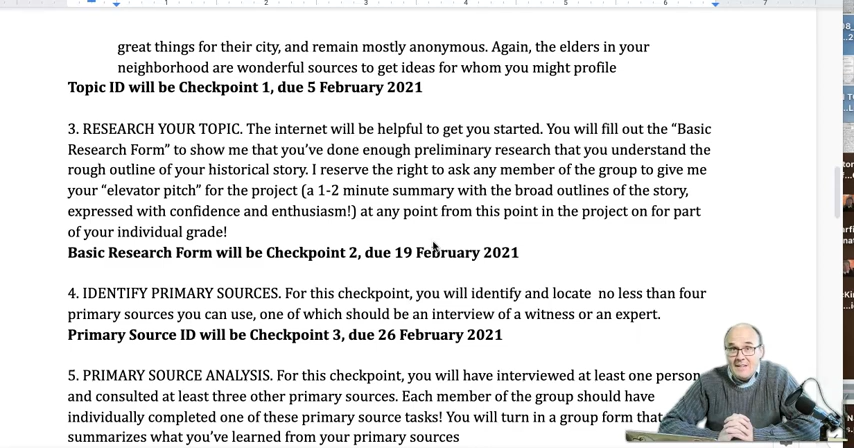 1 2 3 4 5 6 7
great things for their city, and remain mostly anonymous. Again, the elders in your
neighborhood are wonderful sources to get ideas for whom you might profile
Topic ID will be Checkpoint 1, due 5 February 2021
3. RESEARCH YOUR TOPIC. The internet will be helpful to get you started. You will fill out the “Basic
Research Form” to show me that you’ve done enough preliminary research that you understand the
rough outline of your historical story. I reserve the right to ask any member of the group to give me
your “elevator pitch” for the project (a 1-2 minute summary with the broad outlines of the story,
expressed with confidence and enthusiasm!) at any point from this point in the project on for part
of your individual grade!
Basic Research Form will be Checkpoint 2, due 19 February 2021
4. IDENTIFY PRIMARY SOURCES. For this checkpoint, you will identify and locate no less than four
primary sources you can use, one of which should be an interview of a witness or an expert.
Primary Source ID will be Checkpoint 3, due 26 February 2021
5. PRIMARY SOURCE ANALYSIS. For this checkpoint, you will have interviewed at least one person
and consulted at least three other primary sources. Each member of the group should have
individually completed one of these primary source tasks! You will turn in a group form that
summarizes what you’ve learned from your primary sources